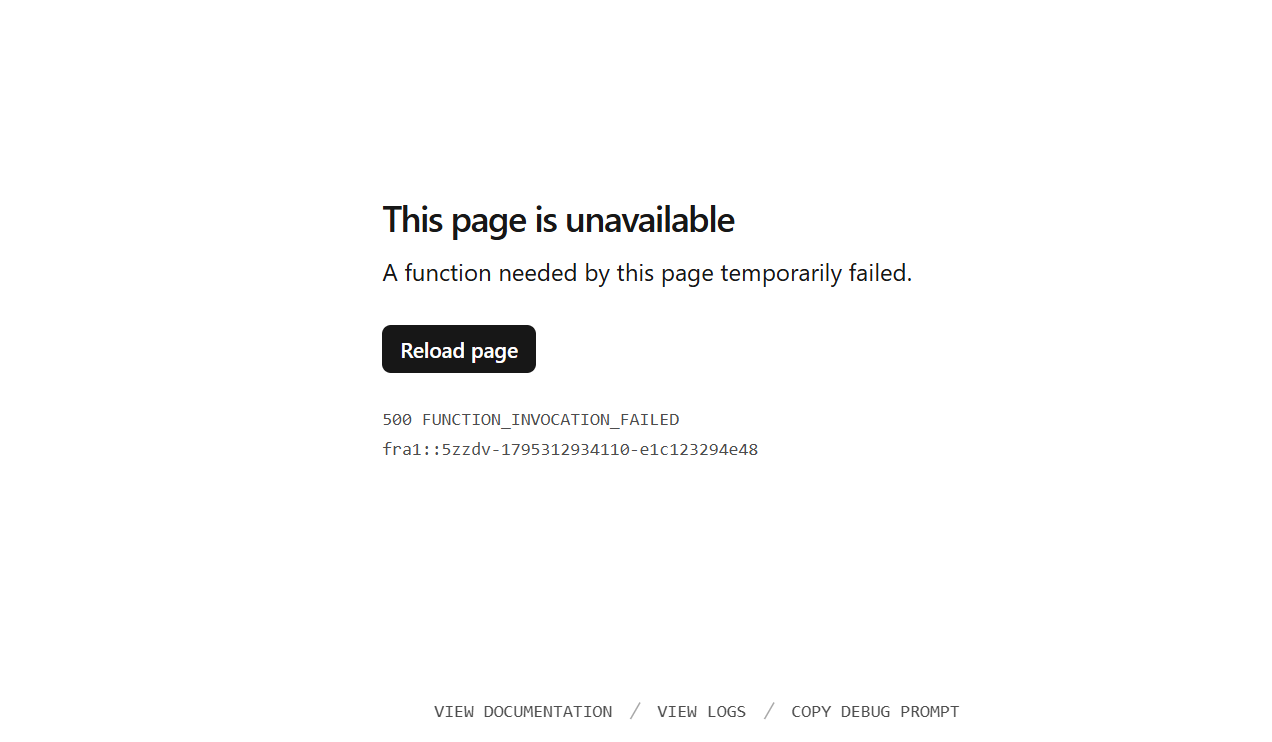 This page is unavailable
A function needed by this page temporarily failed.
Reload page
500 FUNCTION_INVOCATION_FAILED
fra1::5zzdv-1795312934110-e1c123294e48
VIEW DOCUMENTATION / VIEW LOGS / COPY DEBUG PROMPT